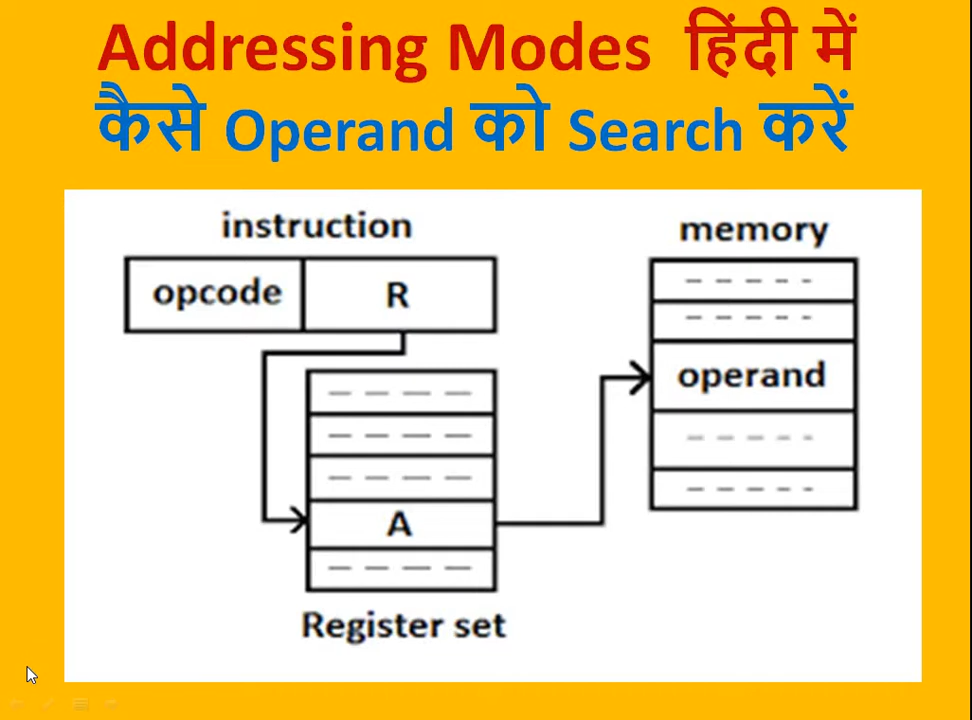 Addressing Modes हिंदी में
कैसे Operand को Search करें
instruction
memory
opcode
R
operand
A
Register set